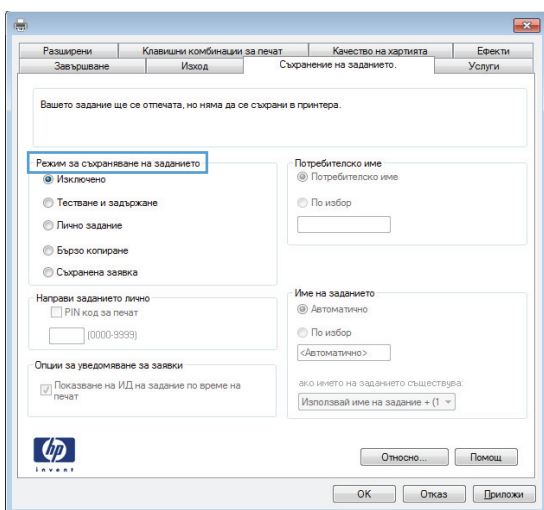 Разширени Клавишни комбинации за печат Качество на хартията Ефекти
Завършване Изход Съхранение на заданието. Услуги
Вашето задание ще се отпечата, но няма да се съхрани в принтера.
Режим за съхраняване на заданието
Изключено
Тестване и задържане
Лично задание
Бързо копиране
Съхранена заявка
Потребителско име
Потребителско име
По избор
Направи заданието лично
PIN код за печат
(0000-9999)
Име на заданието
Автоматично
По избор
<Автоматично>
ако името на заданието съществува:
Използвай име на задание + (1
Опции за уведомяване за заявки
Показване на ИД на задание по време на
печат
hp
invent
Относно... Помощ
OK Отказ Приложи